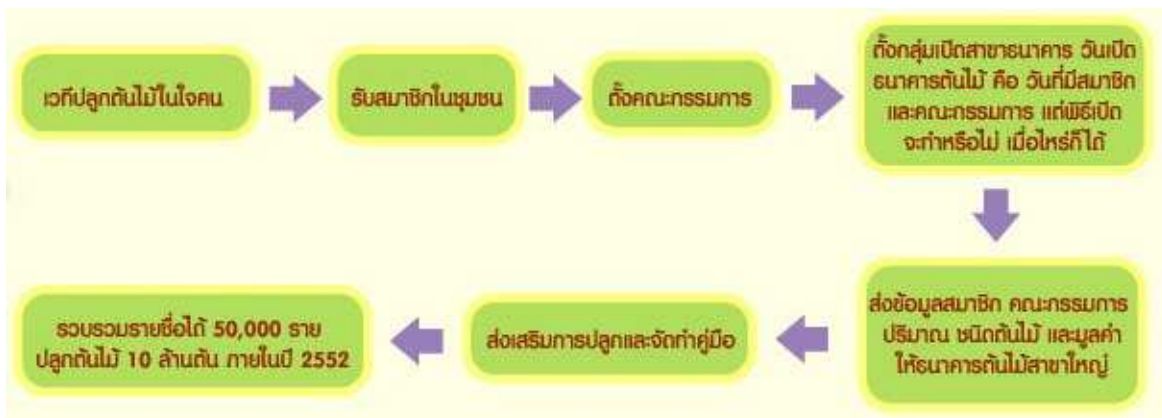 เวทีปลูกต้นไม้ในใจคน
รับสมาชิกในชุมชน
ตั้งคณะกรรมการ
ตั้งกลุ่มเปิดสาขาธนาคาร วันเปิด
ธนาคารต้นไม้ คือ วันที่มีสมาชิก
และคณะกรรมการ แต่พิธีเปิด
จะทำหรือไม่ เมื่อไหร่ก็ได้
ส่งข้อมูลสมาชิก คณะกรรมการ
ปริมาณ ชนิดต้นไม้ และมูลค่า
ให้ธนาคารต้นไม้สาขาใหญ่
ส่งเสริมการปลูกและจัดทำคู่มือ
รวบรวมรายชื่อได้ 50,000 ราย
ปลูกต้นไม้ 10 ล้านต้น ภายในปี 2552